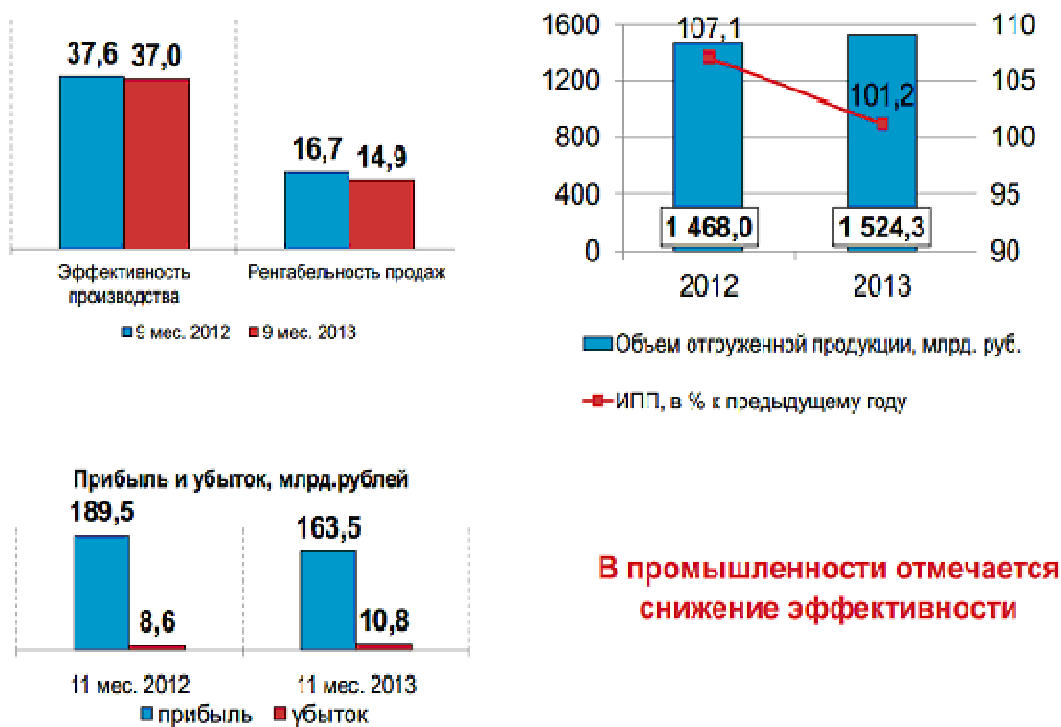 37,6 37,0
16,7 14,9
Эффективность
производства
Рентабельность продаж
9 мес. 2012 9 мес. 2013
1600
1200
800
400
0
110
105
100
95
90
107,1
101,2
1 468,0
1 524,3
2012
2013
Объем отгруженной продукции, млрд. руб.
ИПП, в % к предыдущему году
Прибыль и убыток, млрд.рублей
189,5
8,6
163,5
10,8
11 мес. 2012
11 мес. 2013
прибыль убыток
В промышленности отмечается
снижение эффективности